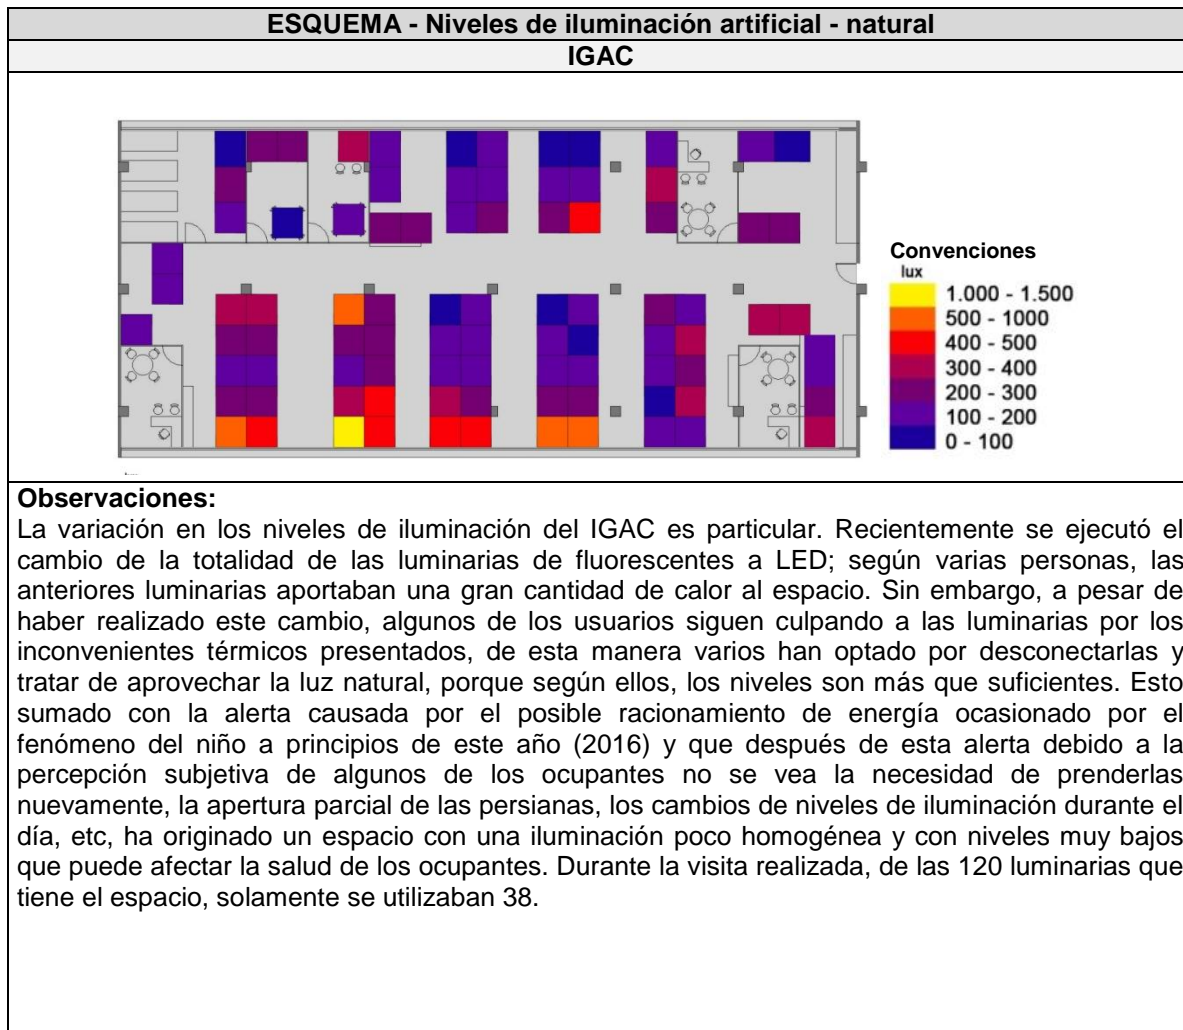 ESQUEMA - Niveles de iluminación artificial - natural
IGAC
Convenciones
lux
1.000 - 1.500
500 - 1000
400 - 500
300 - 400
200 - 300
100 - 200
0 - 100
Observaciones:
La variación en los niveles de iluminación del IGAC es particular. Recientemente se ejecutó el
cambio de la totalidad de las luminarias de fluorescentes a LED; según varias personas, las
anteriores luminarias aportaban una gran cantidad de calor al espacio. Sin embargo, a pesar de
haber realizado este cambio, algunos de los usuarios siguen culpando a las luminarias por los
inconvenientes térmicos presentados, de esta manera varios han optado por desconectarlas y
tratar de aprovechar la luz natural, porque según ellos, los niveles son más que suficientes. Esto
sumado con la alerta causada por el posible racionamiento de energía ocasionado por el
fenómeno del niño a principios de este año (2016) y que después de esta alerta debido a la
percepción subjetiva de algunos de los ocupantes no se vea la necesidad de prenderlas
nuevamente, la apertura parcial de las persianas, los cambios de niveles de iluminación durante el
día, etc, ha originado un espacio con una iluminación poco homogénea y con niveles muy bajos
que puede afectar la salud de los ocupantes. Durante la visita realizada, de las 120 luminarias que
tiene el espacio, solamente se utilizaban 38.